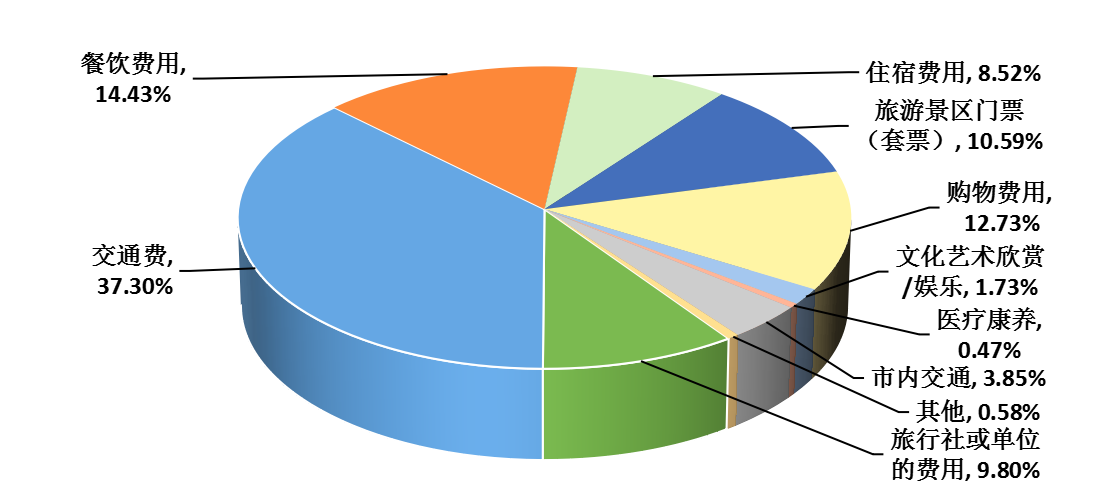 餐饮费用,
14.43%
住宿费用, 8.52%
旅游景区门票
（套票）, 10.59%
购物费用,
12.73%
交通费,
37.30%
文化艺术欣赏
/娱乐, 1.73%
医疗康养,
0.47%
市内交通, 3.85%
其他, 0.58%
旅行社或单位
的费用, 9.80%